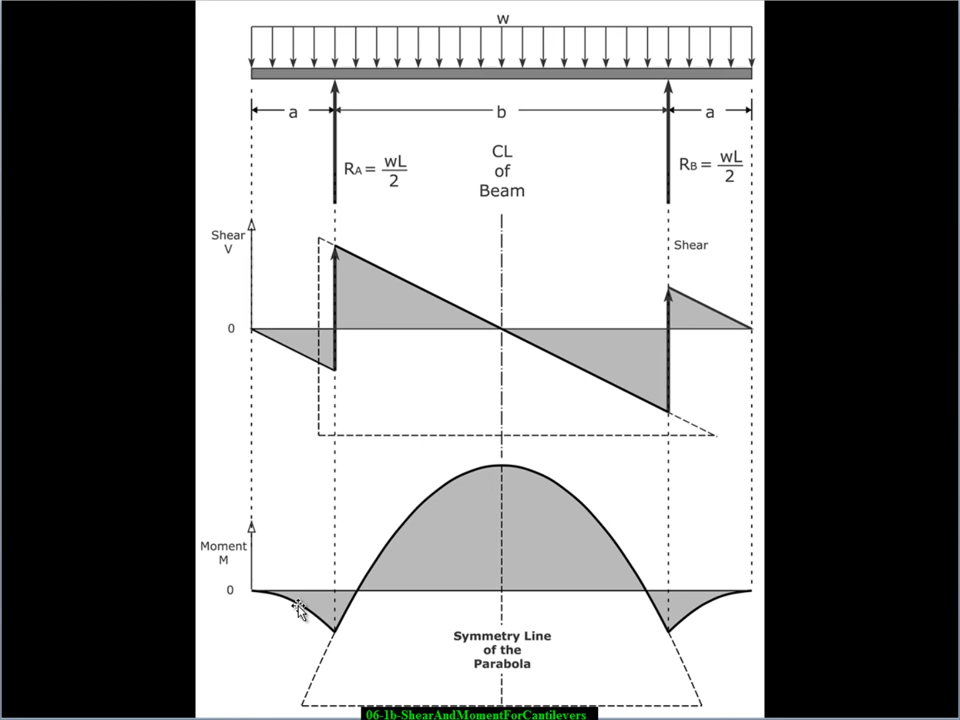 w
a
b
a
RA = wL
2
RB = wL
2
CL
of
Beam
Shear
V
Shear
0
Moment
M
0
Symmetry Line
of the
Parabola
06-1b-ShearAndMomentForCantilevers